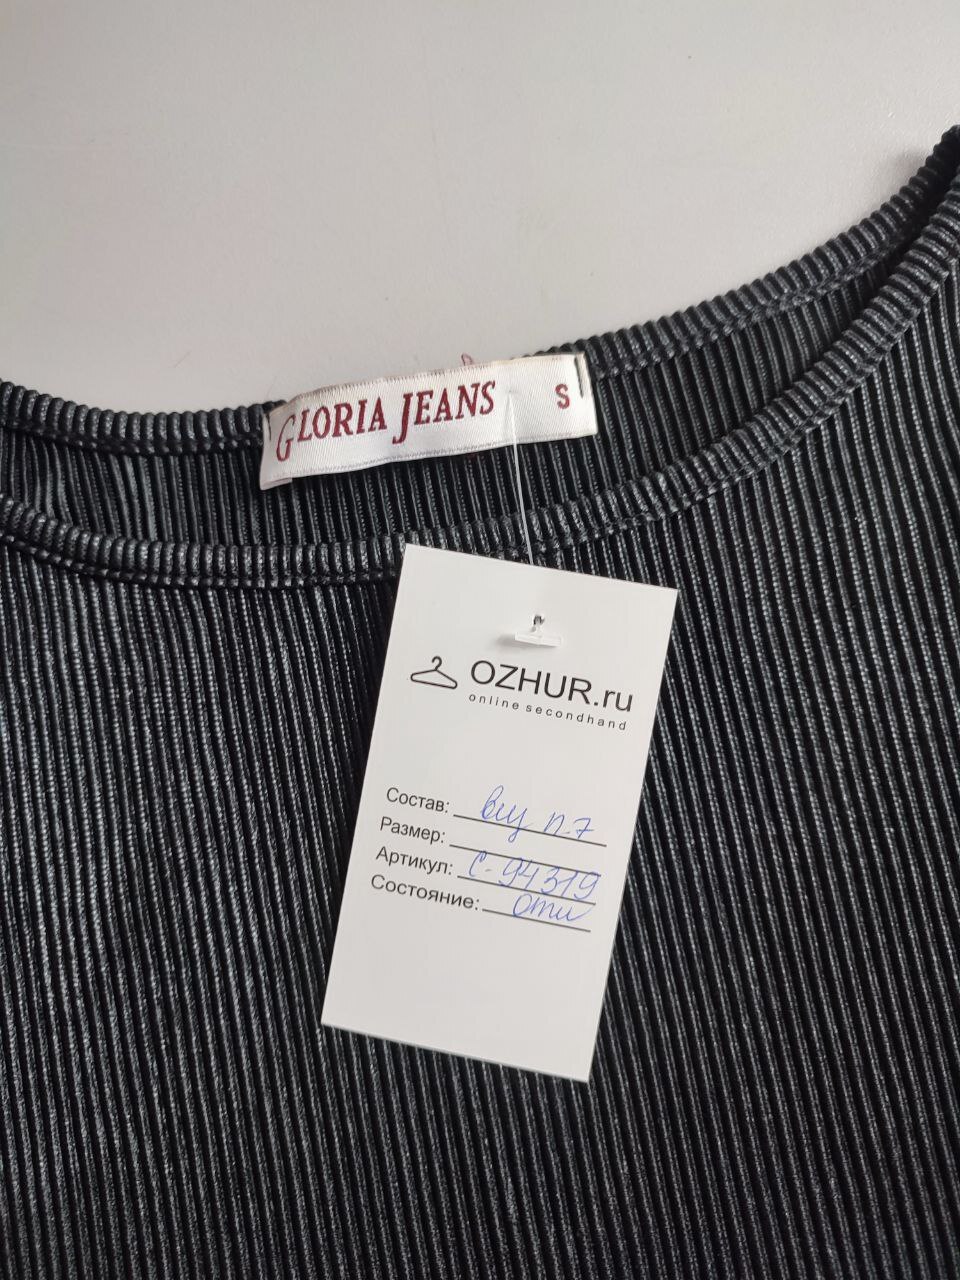 GLORIA JEANS S
OZHUR.ru
online secondhand
Состав: виу п.7
Размер:
Артикул: С-94319
Состояние: отл